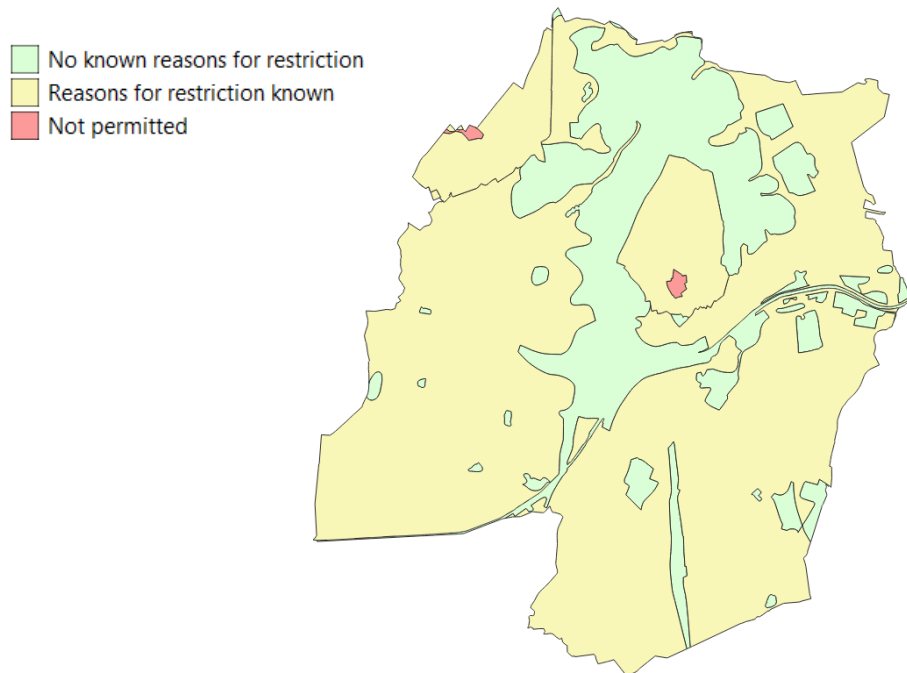 No known reasons for restriction
Reasons for restriction known
Not permitted